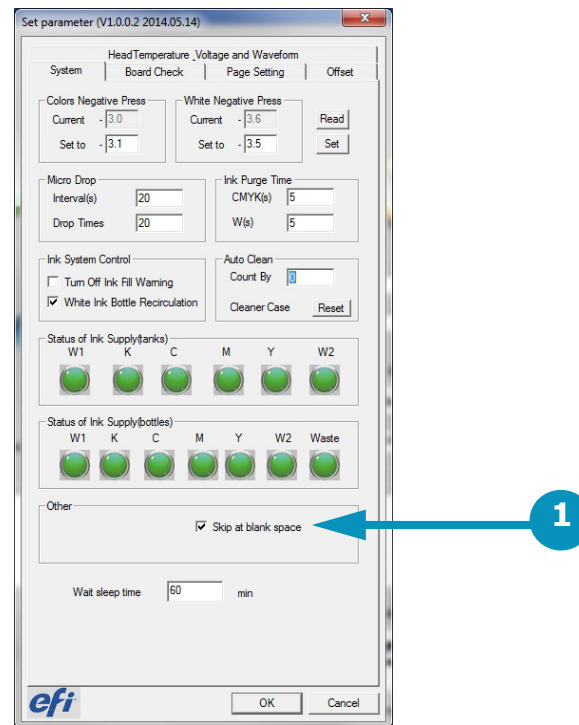 Set parameter (V1.0.0.2 2014.05.14)
HeadTemperature _Voltage and Waveform
System Board Check Page Setting Offset
Colors Negative Press White Negative Press
Current - 3.0 Current - 3.6 Read
Set to - 3.1 Set to - 3.5 Set
Micro Drop Ink Purge Time
Interval(s) 20 CMYK(s) 5
Drop Times 20 W(s) 5
Ink System Control Auto Clean
Turn Off Ink Fill Warning Count By 0
White Ink Bottle Recirculation Cleaner Case Reset
Status of Ink Supply(tanks)
W1 K C M Y W2
Status of Ink Supply(bottles)
W1 K C M Y W2 Waste
Other
Skip at blank space
1
Wait sleep time 60 min
efi OK Cancel